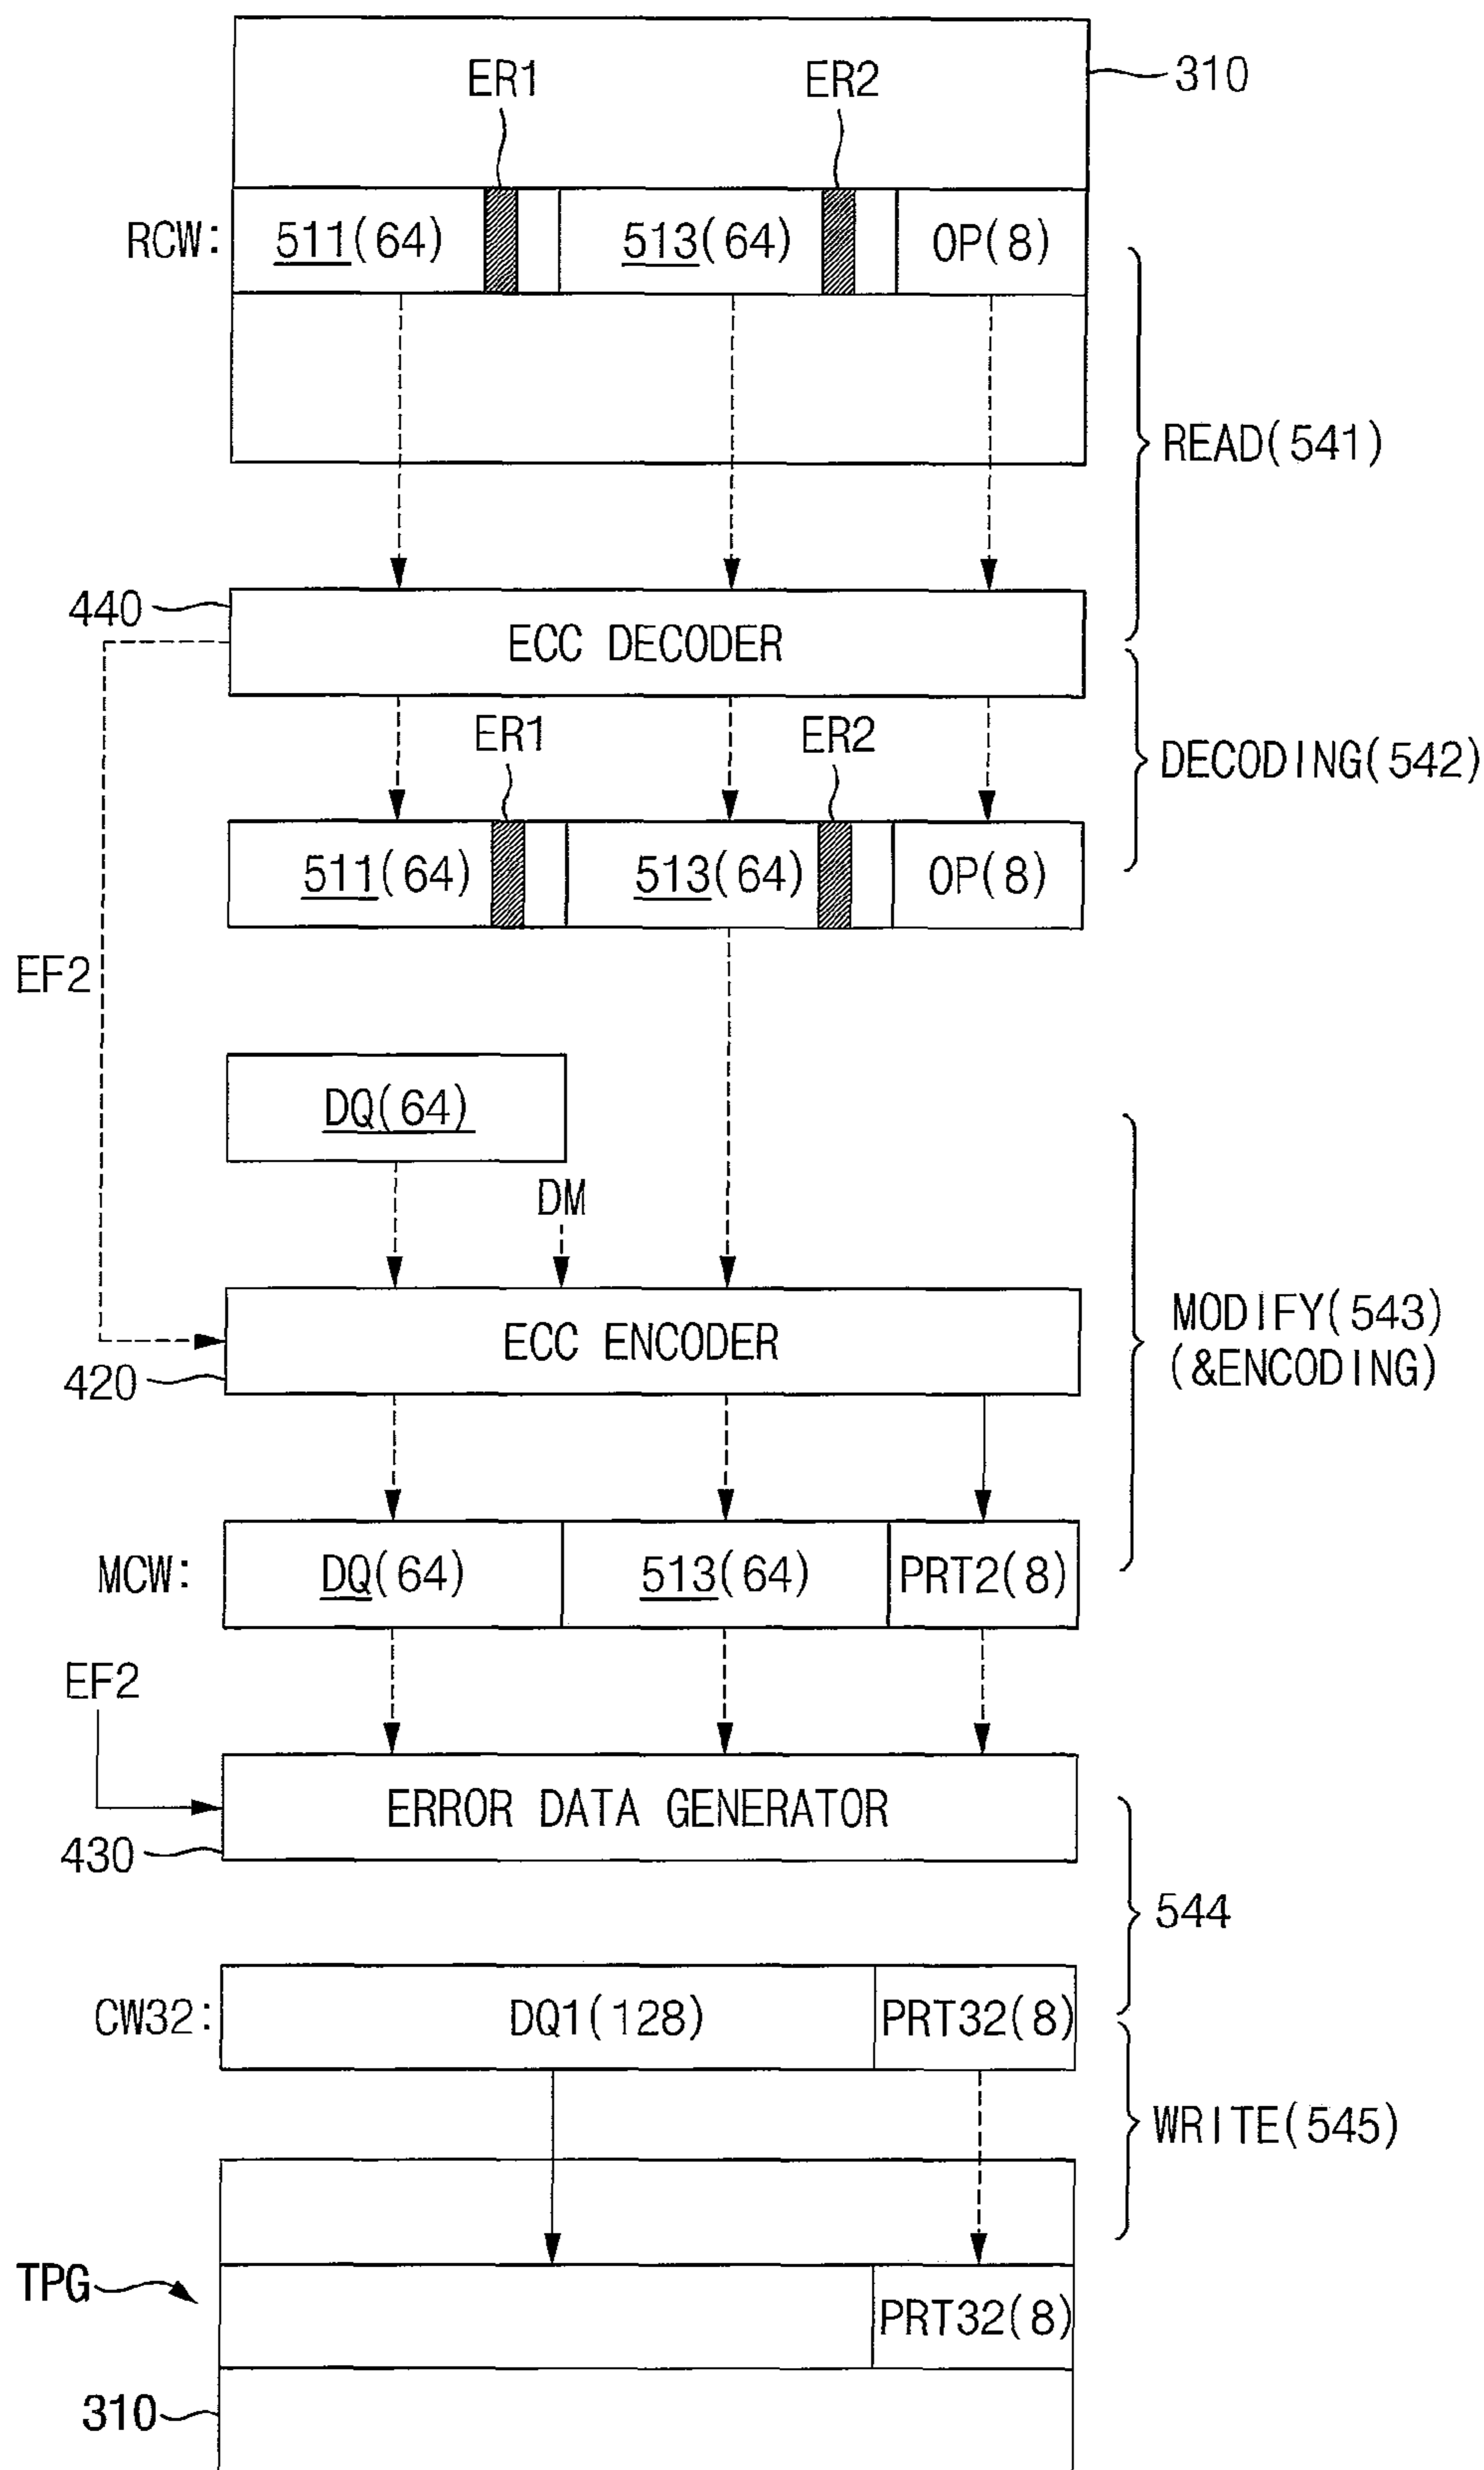 ER1 ER2 310
RCW: 511(64) 513(64) OP(8)
READ(541)
440 ECC DECODER
ER1 ER2
DECODING(542)
511(64) 513(64) OP(8)
EF2
DQ(64)
DM
ECC ENCODER
420
MODIFY(543)
(&ENCODING)
MCW: DQ(64) 513(64) PRT2(8)
EF2
ERROR DATA GENERATOR
430
544
CW32: DQ1(128) PRT32(8)
WRITE(545)
TPG PRT32(8)
310